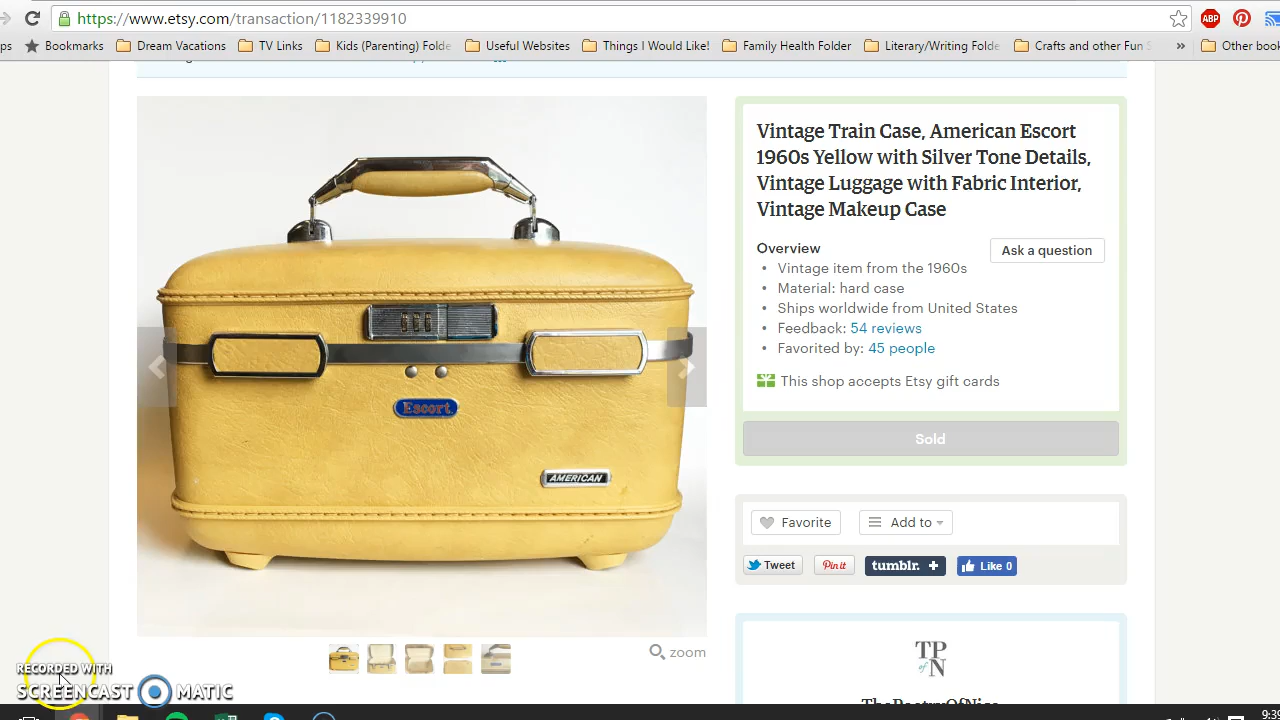 https://www.etsy.com/transaction/1182339910
ABP
ps Bookmarks Dream Vacations TV Links Kids (Parenting) Folde Useful Websites Things I Would Like! Family Health Folder Literary/Writing Folde Crafts and other Fun S » Other book
Vintage Train Case, American Escort
1960s Yellow with Silver Tone Details,
Vintage Luggage with Fabric Interior,
Vintage Makeup Case
Overview
Ask a question
• Vintage item from the 1960s
• Material: hard case
• Ships worldwide from United States
• Feedback: 54 reviews
• Favorited by: 45 people
This shop accepts Etsy gift cards
Sold
Escort
AMERICAN
Favorite
Add to
Tweet
Pin it
tumblr. +
Like 0
zoom
TP
of N
RECORDED WITH
SCREENCAST MATIC